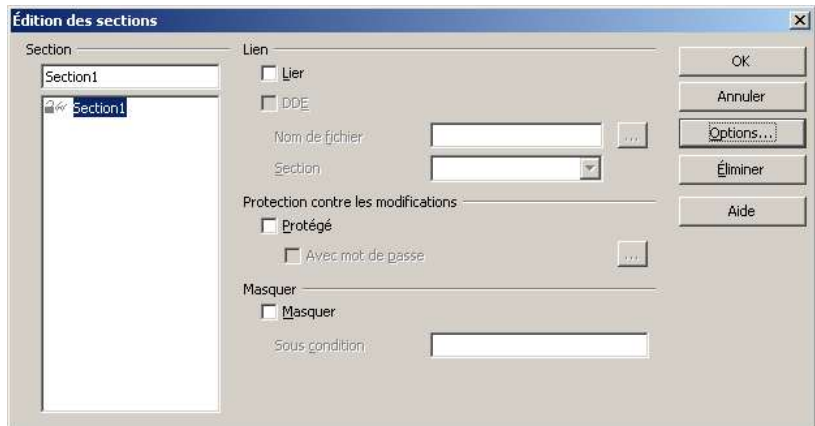 Édition des sections
Section
Section1
Section1
Lien
Lier
DDE
Nom de fichier
...
Section
Protection contre les modifications
Protégé
Avec mot de passe
...
Masquer
Masquer
Sous condition
OK
Annuler
Options...
Éliminer
Aide